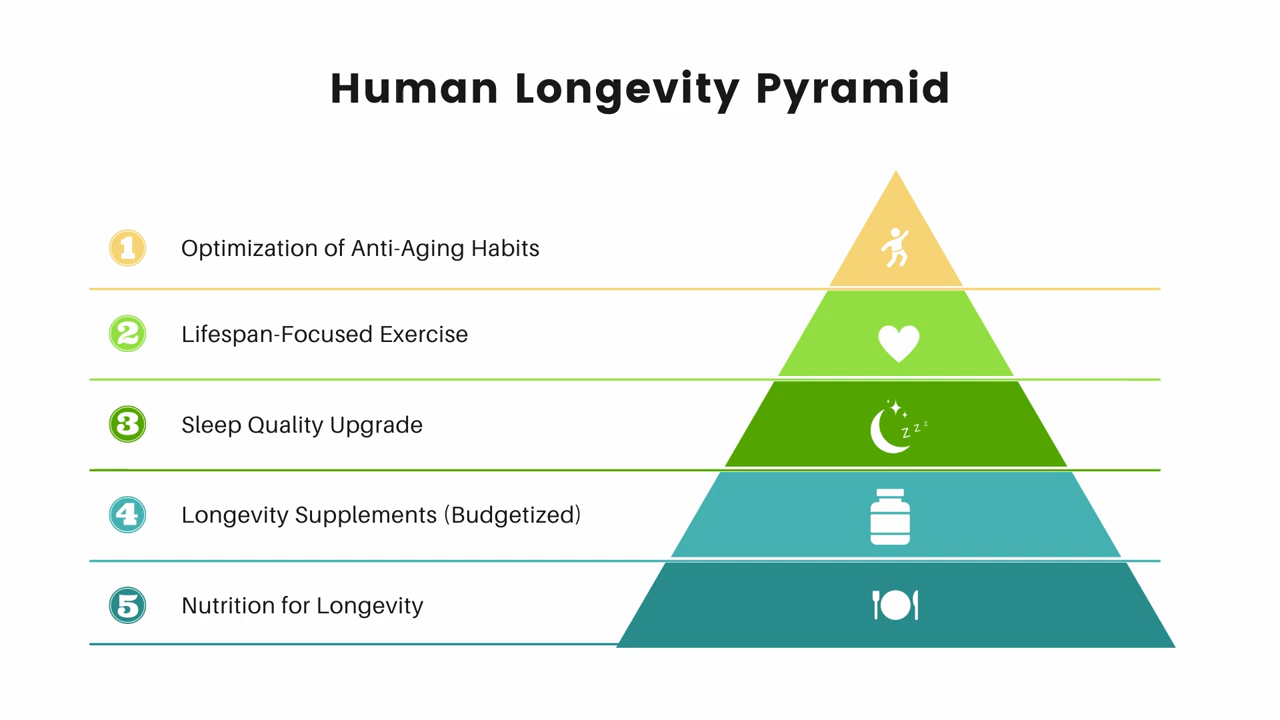 Human Longevity Pyramid
1 Optimization of Anti-Aging Habits
2 Lifespan-Focused Exercise
3 Sleep Quality Upgrade
z z z
4 Longevity Supplements (Budgetized)
5 Nutrition for Longevity